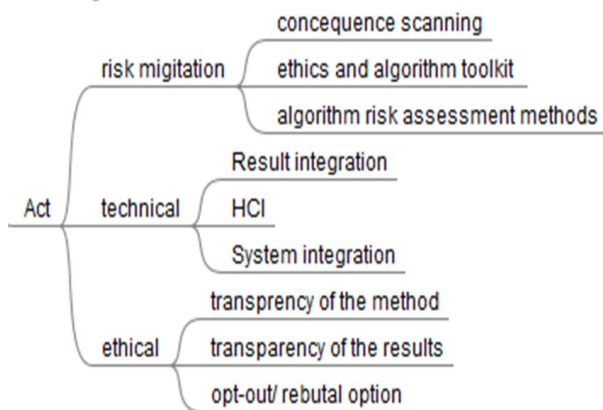 concequence scanning
risk migitation
ethics and algorithm toolkit
algorithm risk assessment methods
Result integration
Act
technical
HCI
System integration
transprency of the method
ethical
transparency of the results
opt-out/ rebutal option